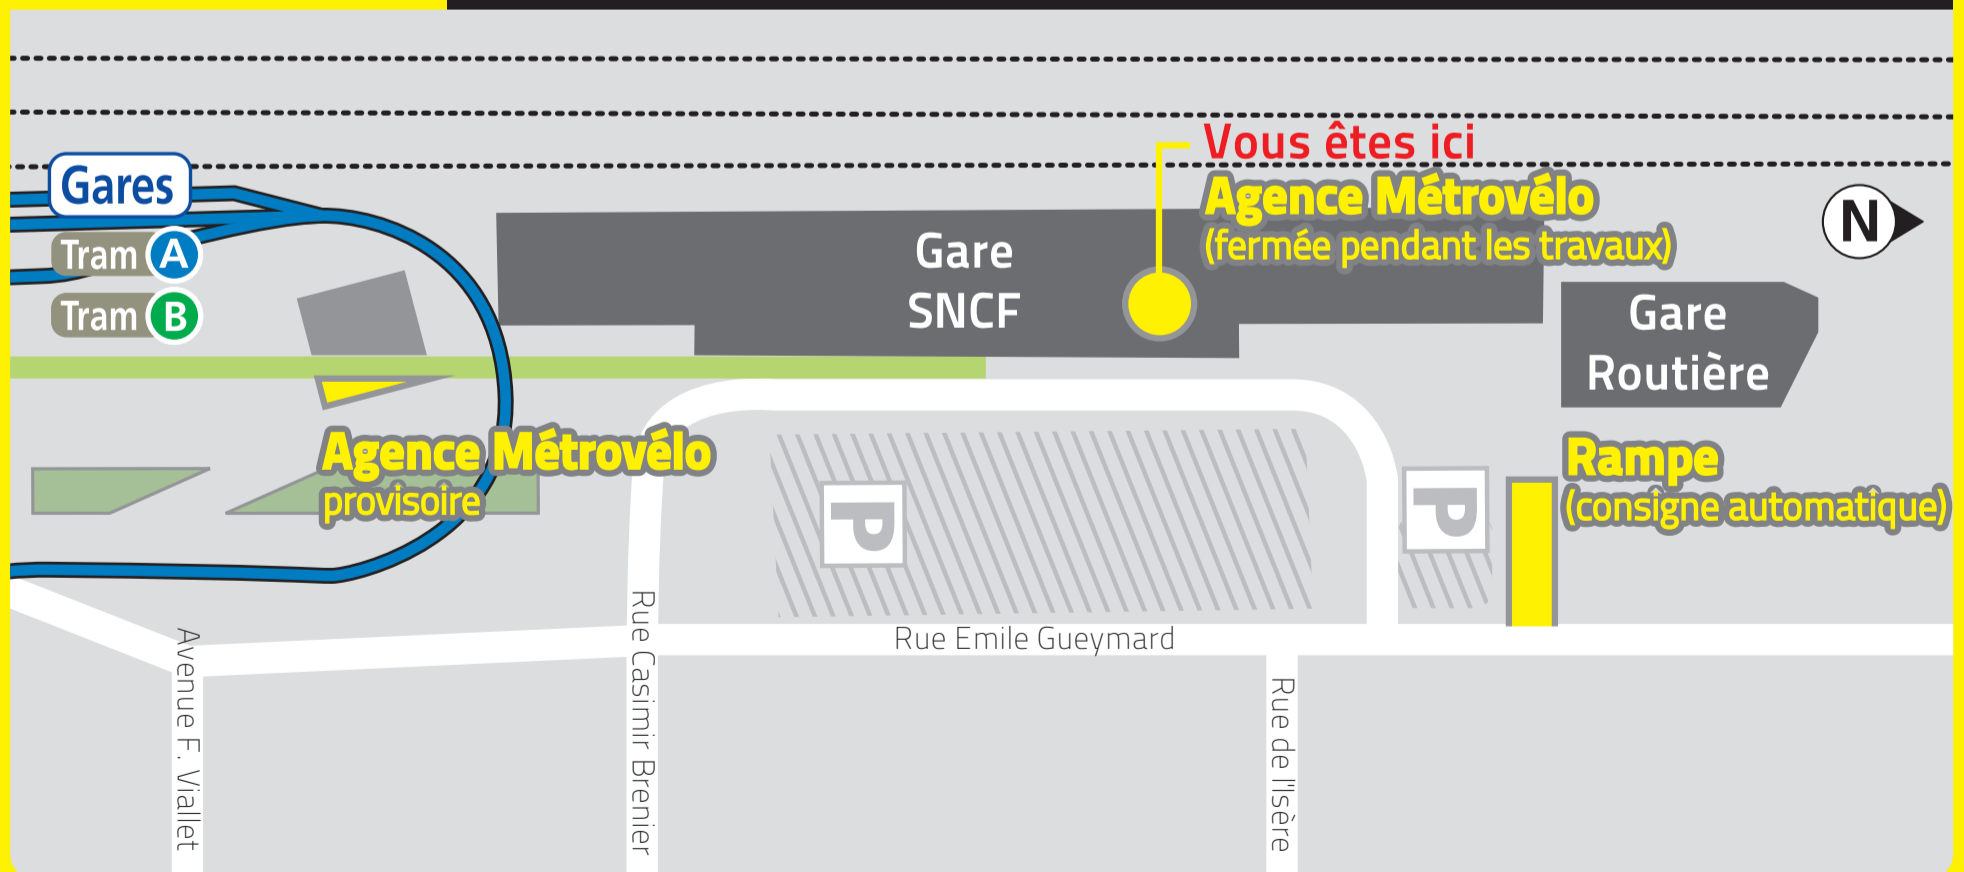 Vous êtes ici
Agence Métrovélo
(fermée pendant les travaux)
Gares
Tram A
Tram B
Gare
SNCF
N
Gare
Routière
Agence Métrovélo
provisoire
P
P
Rampe
(consigne automatique)
Rue Emile Gueymard
Avenue F. Viallet
Rue Casimir Brenier
Rue de l'Isère